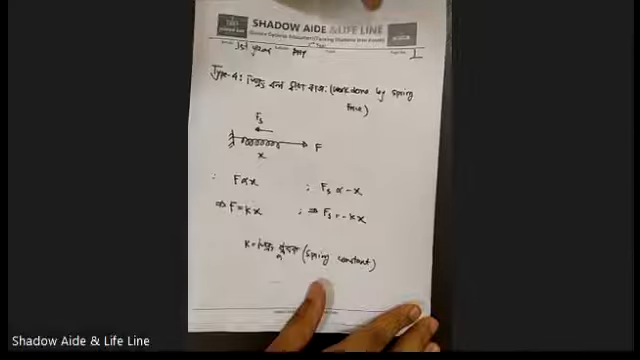 SHADOW AIDE & LIFE LINE
1st year
1
Type-4: স্প্রিং বল দ্বারা কৃত কাজ: (work done by spring
force)
Fs
F
x
F ∝ x ; Fs ∝ -x
⇒ F = kx ; ⇒ Fs = -kx
K = স্প্রিং ধ্রুবক (spring constant)
Shadow Aide & Life Line